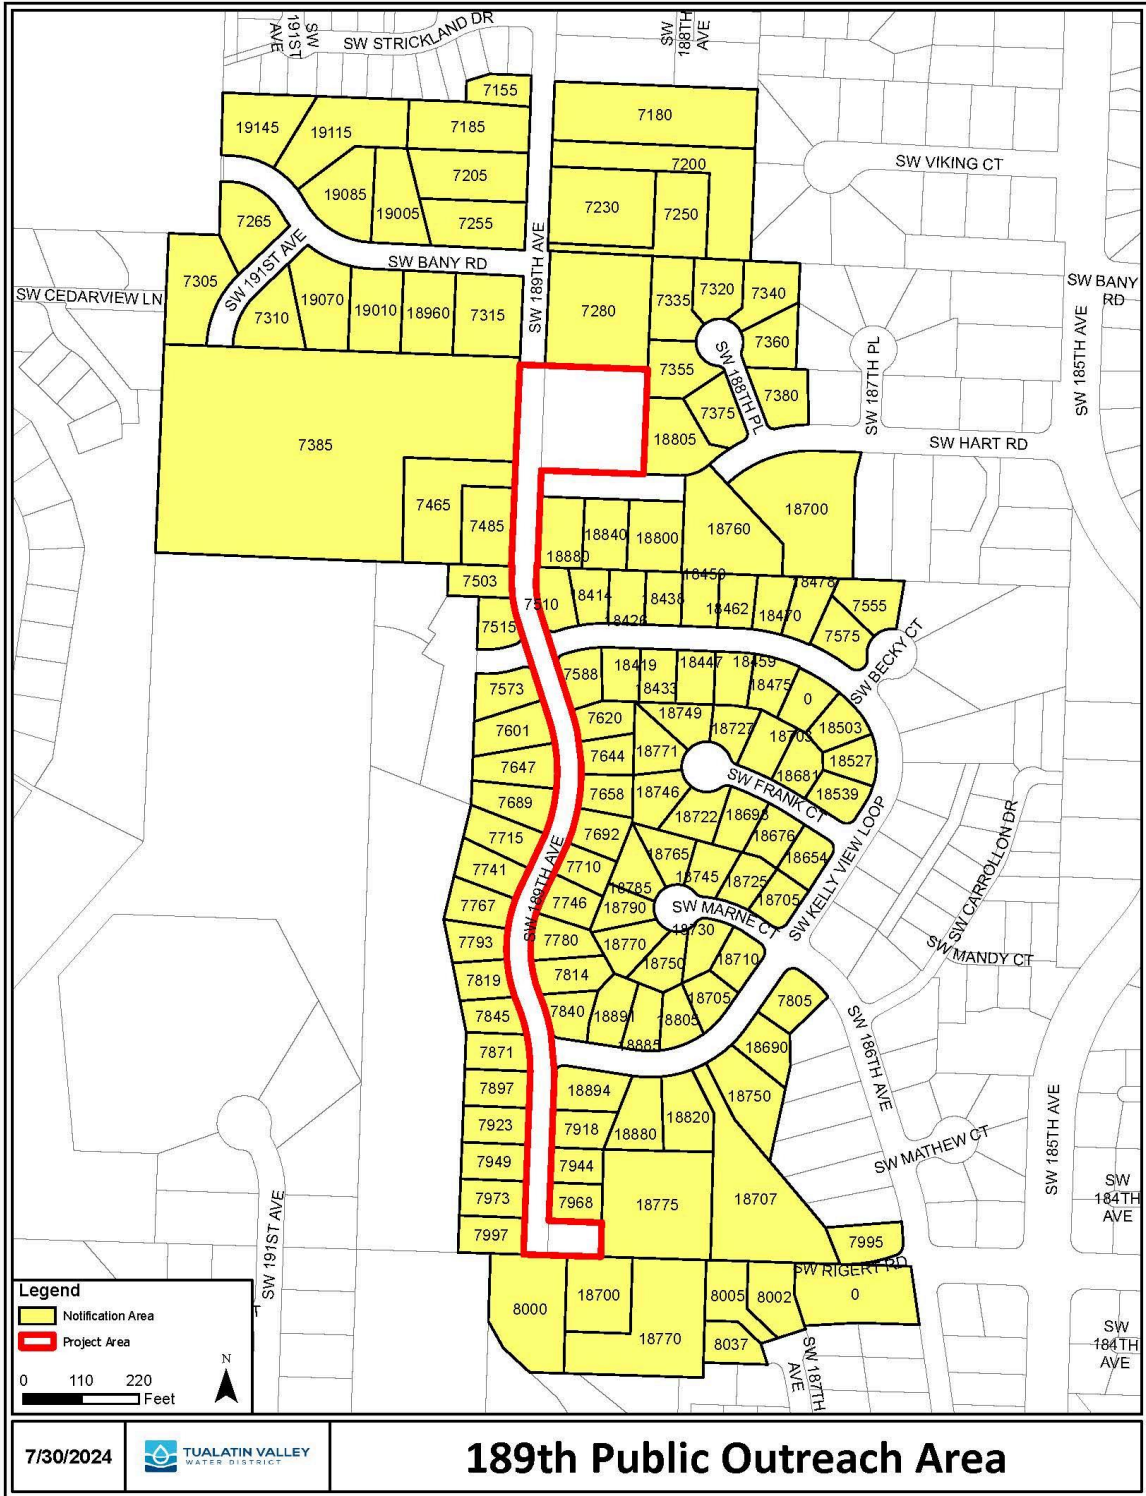 SW
191ST
AVE
SW STRICKLAND DR
SW
188TH
AVE
7155
7180
19145
19115
7185
7200
SW VIKING CT
7205
19085
19005
7230
7250
7265
7255
SW 189TH AVE
SW 191ST AVE
SW BANY RD
7305
SW CEDARVIEW LN
SW BANY
RD
19070
7310
19010
18960
7315
7280
7335
7320
7340
7360
SW 185TH AVE
SW 187TH PL
7355
SW 188TH PL
7380
7375
7385
18805
SW HART RD
7465
7485
18880
18840
18800
18760
18700
7503
18450
18478
7510
18414
18438
18426
18462
18470
7555
7515
7575
SW BECKY CT
7588
18419
18447
18459
7573
18433
18475
0
7620
18749
18727
18703
18503
7601
7644
18771
18527
7647
18681
SW FRANK CT
18539
7658
18746
7689
18722
18698
18676
SW KELLY VIEW LOOP
7692
7715
18654
18765
SW CARROLLON DR
SW 189TH AVE
7710
7741
18745
18725
18785
18705
7767
7746
18790
SW MARNE CT
18730
7793
7780
18770
SW MANDY CT
18750
18710
7819
7814
18705
7805
7845
7840
18891
18805
SW 186TH AVE
18885
7871
18690
7897
18894
18750
18820
7923
7918
18880
SW 185TH AVE
SW MATHEW CT
7949
7944
SW
184TH
AVE
7973
7968
18775
18707
SW 191ST AVE
7997
7995
SW RIGERT RD
8000
18700
8005
8002
0
18770
8037
SW 187TH
AVE
SW
184TH
AVE
Legend
Notification Area
Project Area
N
0 110 220
Feet
7/30/2024
TUALATIN VALLEY
WATER DISTRICT
189th Public Outreach Area